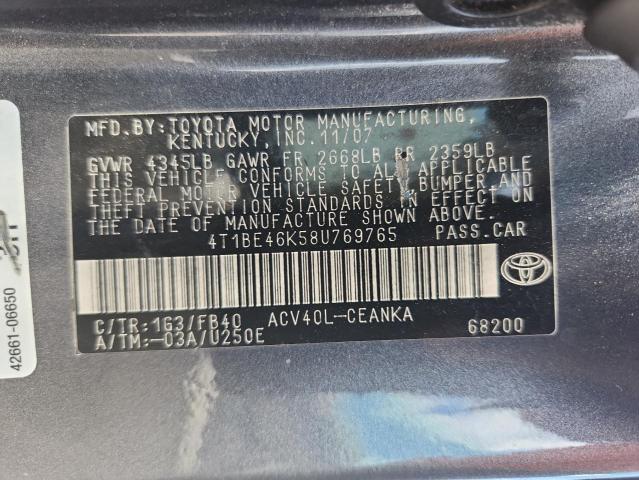 MFD.BY:TOYOTA MOTOR MANUFACTURING,
KENTUCKY, INC.11/07
GVWR 4345LB GAWR FR 2668LB RR 2359LB
THIS VEHICLE CONFORMS TO ALL APPLICABLE
FEDERAL MOTOR VEHICLE SAFETY, BUMPER, AND
THEFT PREVENTION STANDARDS IN EFFECT ON
THE DATE OF MANUFACTURE SHOWN ABOVE.
4T1BE46K58U769765 PASS.CAR
C/TR:1G3/FB40 ACV40L-CEANKA
A/TM:-03A/U250E 68200
42661-06650